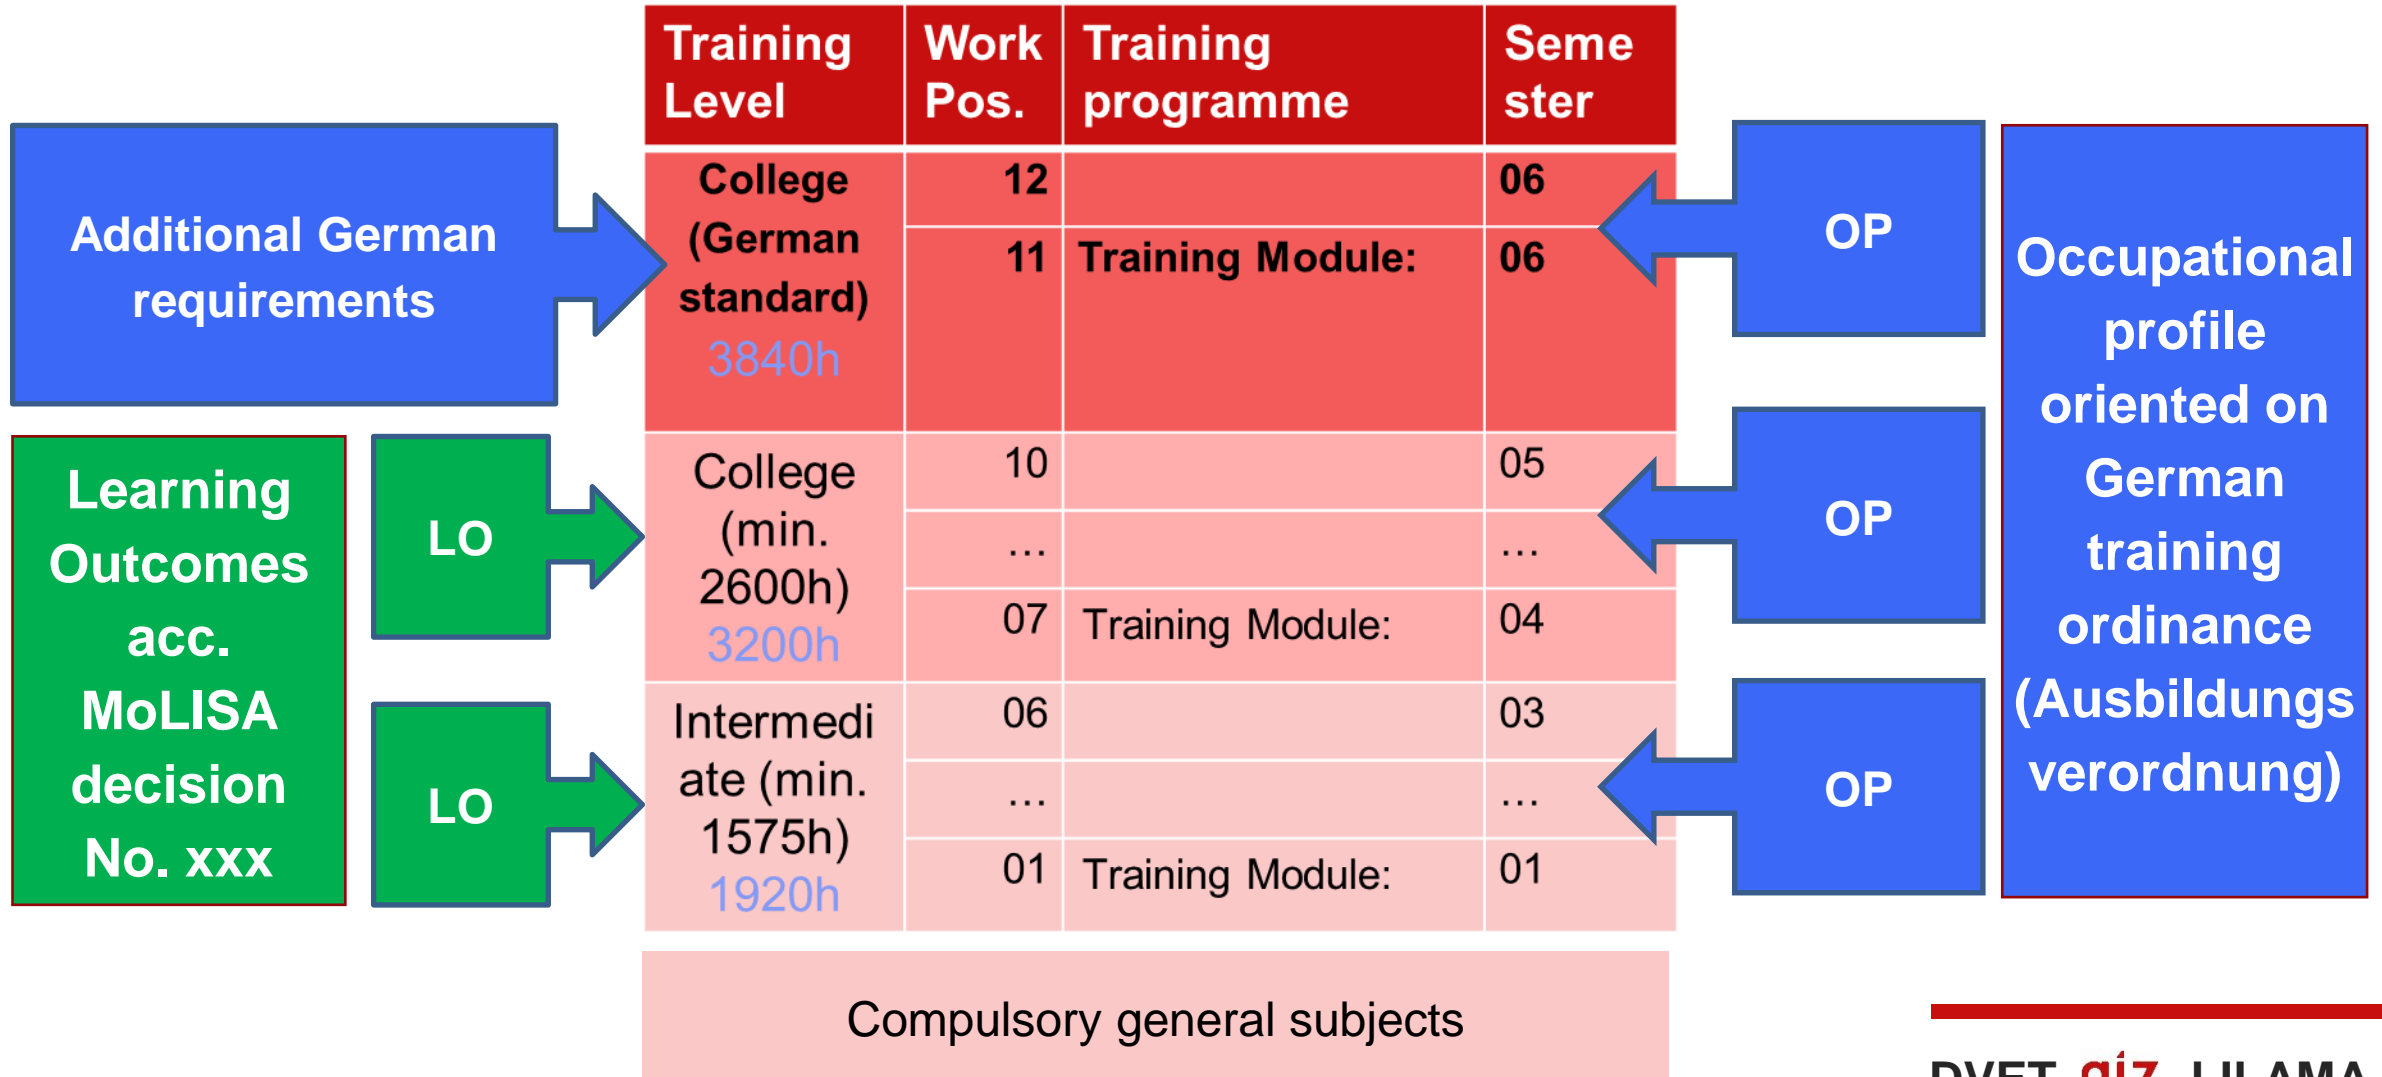 Training Level
Work Pos.
Training programme
Seme
ster
Additional German
requirements
College
(German
standard)
3840h
12
06
11
Training Module:
06
OP
Learning
Outcomes
acc.
MoLISA
decision
No. xxx
LO
College
(min.
2600h)
3200h
10
05
...
...
07
Training Module:
04
OP
LO
Intermedi
ate (min.
1575h)
1920h
06
03
...
...
01
Training Module:
01
OP
Occupational
profile
oriented on
German
training
ordinance
(Ausbildungs
verordnung)
Compulsory general subjects
DVET giz LILAMA